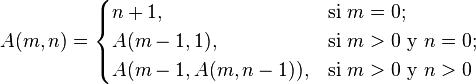 A(m, n) = { n + 1, si m = 0;
A(m − 1, 1), si m > 0 y n = 0;
A(m − 1, A(m, n − 1)), si m > 0 y n > 0